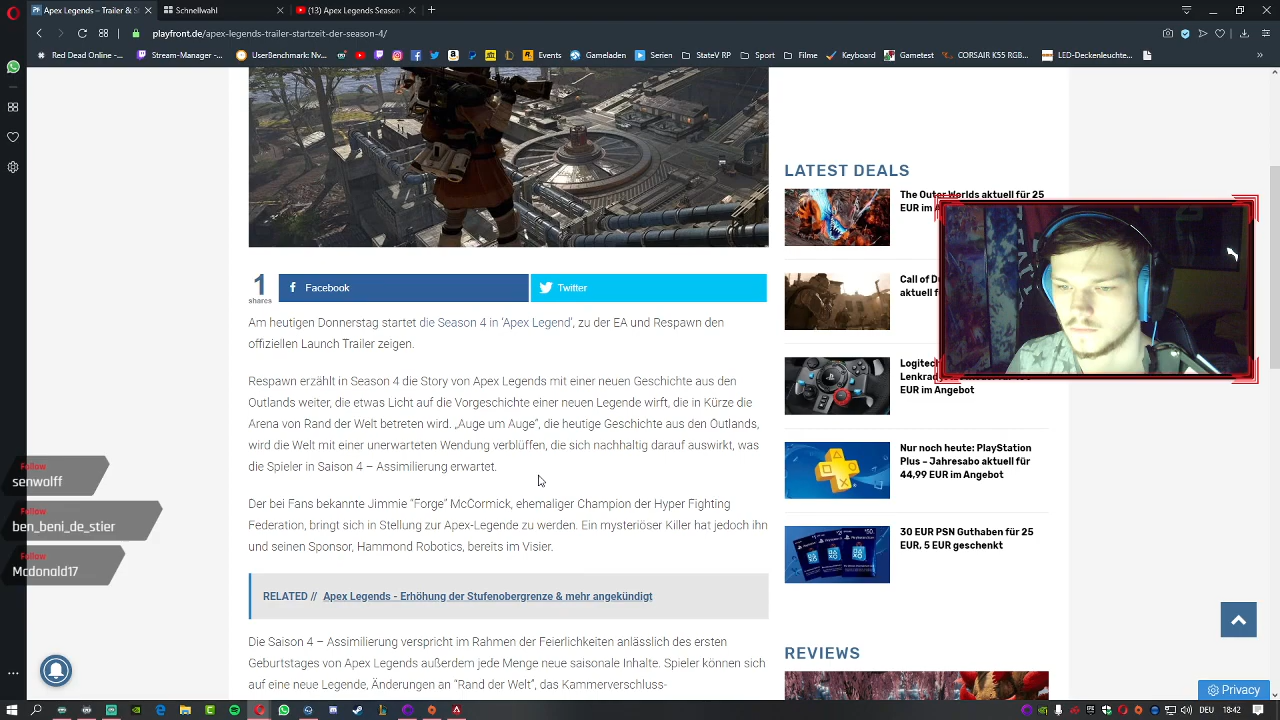 Apex Legends – Trailer & S
Schnellwahl
(13) Apex Legends Season
playfront.de/apex-legends-trailer-startzeit-der-season-4/
Red Dead Online -...
Stream-Manager -...
UserBenchmark: Nv...
Gameladen
Serien
StateV RP
Sport
Filme
Keyboard
Gametest
CORSAIR K55 RGB...
LED-Deckenleuchte...
LATEST DEALS
The Outer Worlds aktuell für 25
EUR im
Call of
aktuell
1
shares
Facebook
Twitter
Am heutigen Donnerstag startet die Season 4 in 'Apex Legend', zu der EA und Respawn den
offiziellen Launch Trailer zeigen.
Respawn erzählt in Season 4 die Story von Apex Legends mit einer neuen Geschichte aus den
Outlands weiter, die etwas Licht auf die Vorgeschichte einer neuen Legende wirft, die in Kürze die
Arena von Rand der Welt betreten wird. „Auge um Auge“, die heutige Geschichte aus den Outlands,
wird die Welt mit einer unerwarteten Wendung verblüffen, die sich nachhaltig darauf auswirkt, was
die Spieler in Saison 4 – Assimilierung erwartet.
Logitech
EUR im Angebot
Nur noch heute: PlayStation
Plus – Jahresabo aktuell für
44,99 EUR im Angebot
Follow
senwolff
Follow
ben_beni_de_stier
Follow
Mcdonald17
Der bei Fans bekannte Jimmie “Forge” McCormick, ehemaliger Champion der Hyper Fighting
Federation, bringt sich in Stellung zur Apex-Legende zu werden. Ein mysteriöser Killer hat jedoch ihn
und seinen Sponsor, Hammond Robotics, bereits im Visier.
30 EUR PSN Guthaben für 25
EUR, 5 EUR geschenkt
RELATED // Apex Legends - Erhöhung der Stufenobergrenze & mehr angekündigt
Die Saison 4 – Assimilierung verspricht im Rahmen der Feierlichkeiten anlässlich des ersten
Geburtstages von Apex Legends außerdem jede Menge neue saisonale Inhalte. Spieler können sich
auf eine neue Legende, Änderungen an “Rand der Welt”, das Kammerverschluss-
REVIEWS
Privacy
DEU
18:42